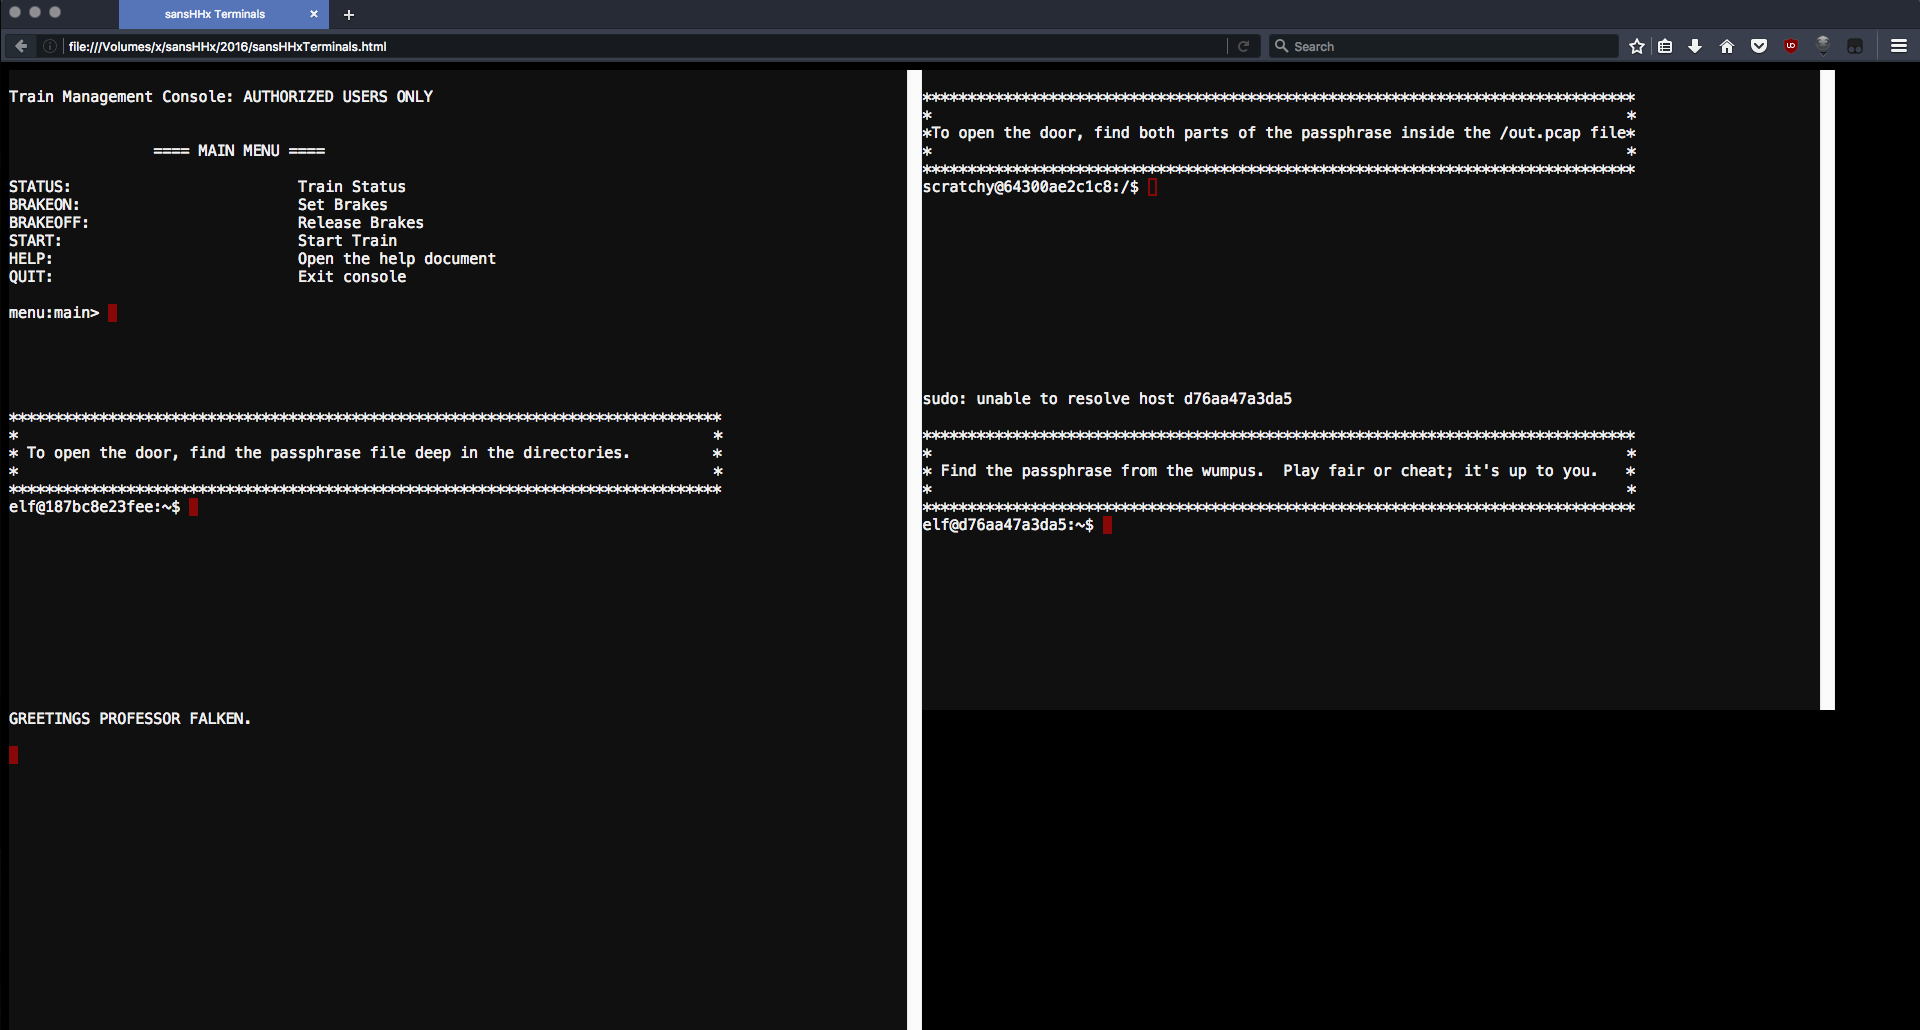 sansHHx Terminals
file:///Volumes/x/sansHHx/2016/sansHHxTerminals.html
Search
Train Management Console: AUTHORIZED USERS ONLY
==== MAIN MENU ====
STATUS: Train Status
BRAKEON: Set Brakes
BRAKEOFF: Release Brakes
START: Start Train
HELP: Open the help document
QUIT: Exit console
menu:main>
*******************************************************************************
* *
* To open the door, find the passphrase file deep in the directories. *
* *
*******************************************************************************
elf@187bc8e23fee:~$
GREETINGS PROFESSOR FALKEN.
*******************************************************************************
* *
*To open the door, find both parts of the passphrase inside the /out.pcap file*
* *
*******************************************************************************
scratchy@64300ae2c1c8:/$
sudo: unable to resolve host d76aa47a3da5
*******************************************************************************
* *
* Find the passphrase from the wumpus. Play fair or cheat; it's up to you. *
* *
*******************************************************************************
elf@d76aa47a3da5:~$